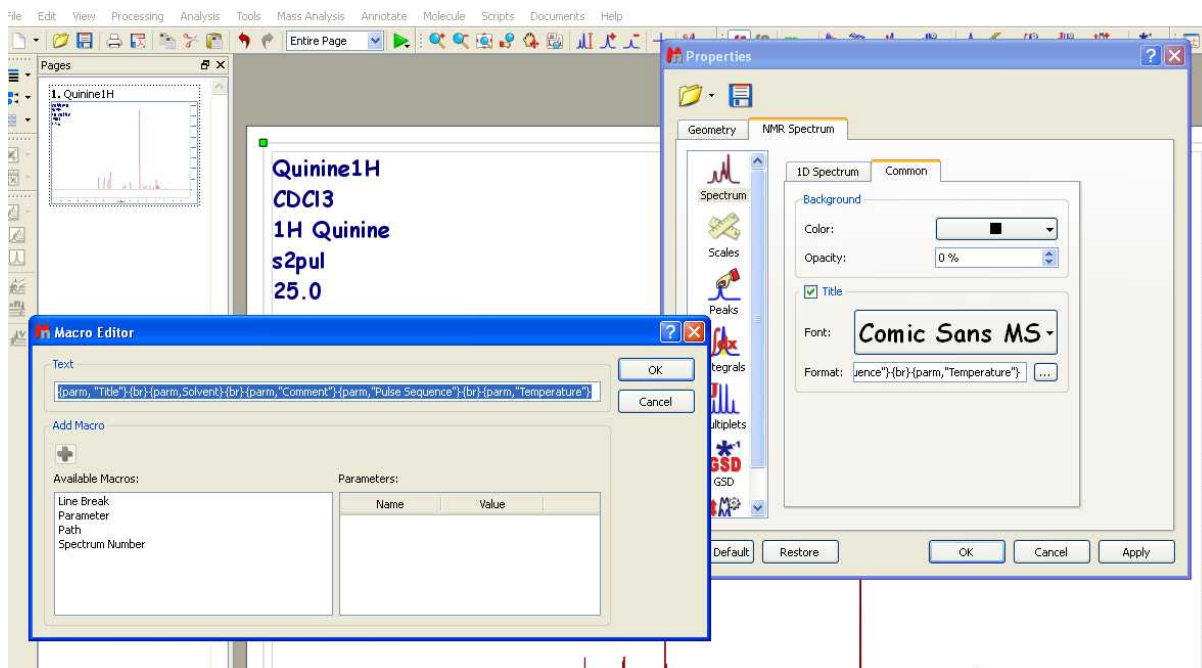 File Edit View Processing Analysis Tools Mass Analysis Annotate Molecule Scripts Documents Help
Entire Page
Pages
1. Quinine1H
Quinine1H
CDCl3
1H Quinine
s2pul
25.0
Properties
Geometry NMR Spectrum
Spectrum
Scales
Peaks
tegrals
ultiplets
GSD
GSD
1D Spectrum Common
Background
Color:
Opacity: 0 %
Title
Font: Comic Sans MS
Format: uence"}{br}{parm,"Temperature"} ...
Default Restore OK Cancel Apply
Macro Editor
Text
{parm, "Title"}{br}{parm,Solvent}{br}{parm,"Comment"}{parm,"Pulse Sequence"}{br}{parm, "Temperature"}
OK
Cancel
Add Macro
Available Macros: Parameters:
Line Break
Parameter
Path
Spectrum Number
Name Value